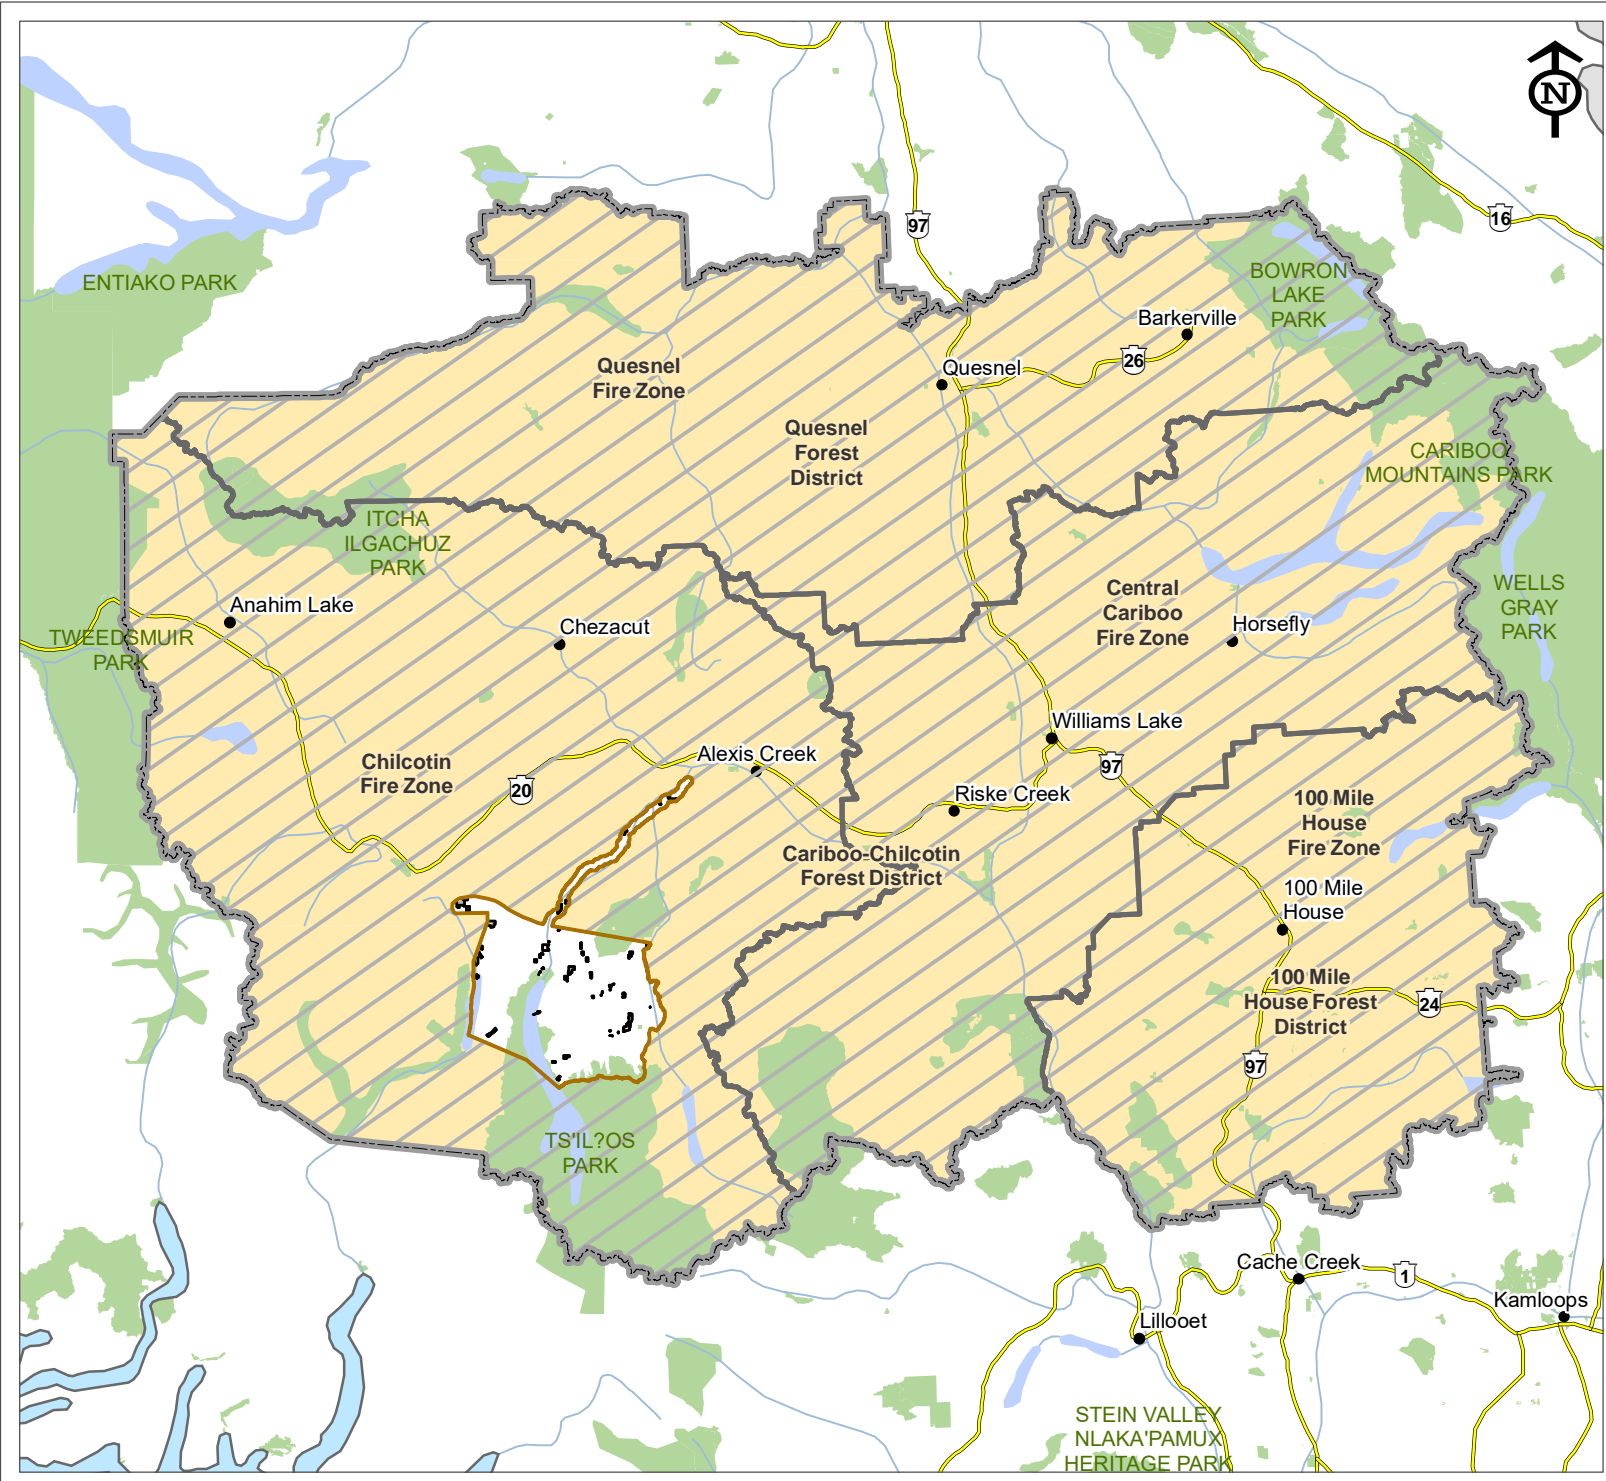 N
16
97
ENTIAKO PARK
BOWRON
LAKE
PARK
Barkerville
26
Quesnel
Fire Zone
Quesnel
Quesnel
Forest
District
CARIBOO
MOUNTAINS PARK
ITCHA
ILGACHUZ
PARK
Central
Cariboo
Fire Zone
WELLS
GRAY
PARK
Anahim Lake
Chezacut
Horsefly
TWEEDSMUIR
PARK
Williams Lake
Alexis Creek
97
Chilcotin
Fire Zone
20
Riske Creek
100 Mile
House
Fire Zone
Cariboo-Chilcotin
Forest District
100 Mile
House
100 Mile
House Forest
District
24
97
TS'IL?OS
PARK
Cache Creek
1
Kamloops
Lillooet
STEIN VALLEY
NLAKA'PAMUX
HERITAGE PARK